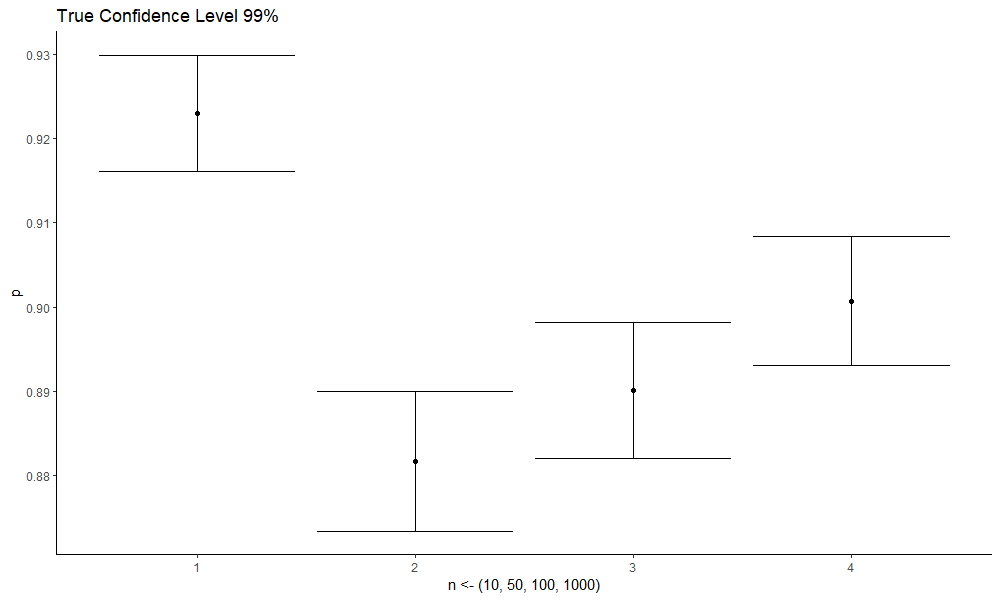 True Confidence Level 99%
0.93
0.92
0.91
0.90
0.89
0.88
p
1 2 3 4
n <- (10, 50, 100, 1000)